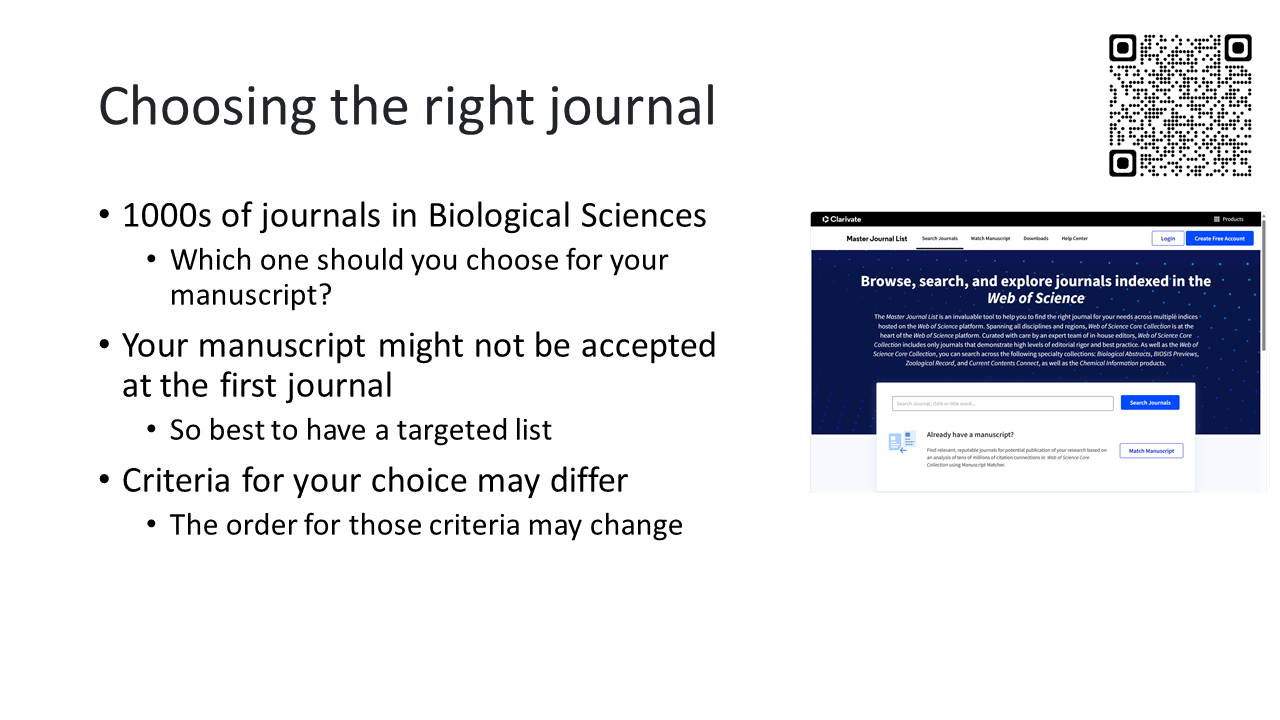 Choosing the right journal
• 1000s of journals in Biological Sciences
• Which one should you choose for your
manuscript?
• Your manuscript might not be accepted
at the first journal
• So best to have a targeted list
• Criteria for your choice may differ
• The order for those criteria may change
Clarivate
Products
Master Journal List
Search Journals
Match Manuscript
Downloads
Help Center
Login
Create Free Account
Browse, search, and explore journals indexed in the
Web of Science
The Master Journal List is an invaluable tool to help you to find the right journal for your needs across multiple indices
hosted on the Web of Science platform. Spanning all disciplines and regions, Web of Science Core Collection is at the
heart of the Web of Science platform. Curated with care by an expert team of in-house editors, Web of Science Core
Collection includes only journals that demonstrate high levels of editorial rigor and best practice. As well as the Web of
Science Core Collection, you can search across the following specialty collections: Biological Abstracts, BIOSIS Previews,
Zoological Record, and Current Contents Connect, as well as the Chemical Information products.
Search Journal, ISSN or title word...
Search Journals
Already have a manuscript?
Find relevant, reputable journals for potential publication of your research based on
an analysis of tens of millions of citation connections in Web of Science Core
Collection using Manuscript Matcher.
Match Manuscript